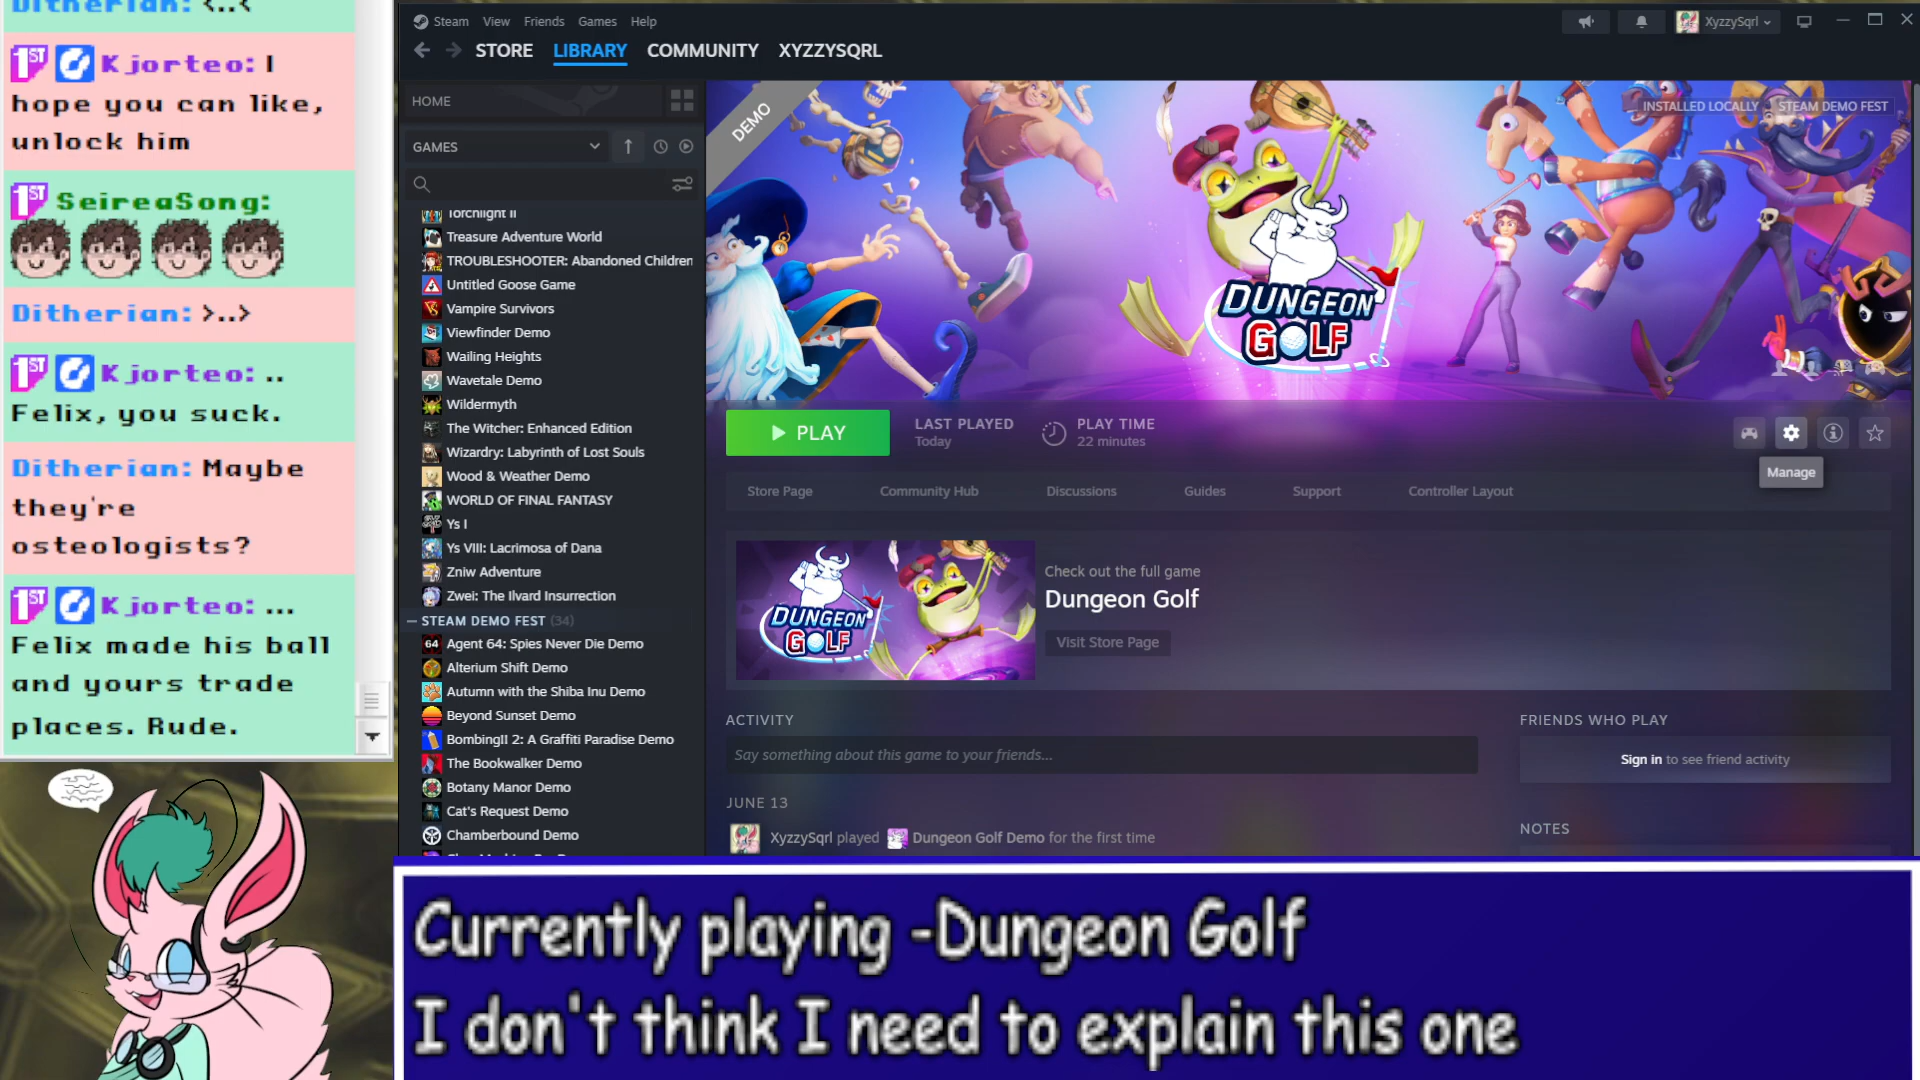 Ditherian: <..<
1ST Kjorteo: I
hope you can like,
unlock him
1ST SeireaSong:
Ditherian: >..>
1ST Kjorteo: ..
Felix, you suck.
Ditherian: Maybe
they're
osteologists?
1ST Kjorteo: ...
Felix made his ball
and yours trade
places. Rude.
Steam View Friends Games Help
XyzzySqrl
STORE LIBRARY COMMUNITY XYZZYSQRL
HOME
GAMES
Torchlight II
Treasure Adventure World
TROUBLESHOOTER: Abandoned Children
Untitled Goose Game
Vampire Survivors
Viewfinder Demo
Wailing Heights
Wavetale Demo
Wildermyth
The Witcher: Enhanced Edition
Wizardry: Labyrinth of Lost Souls
Wood & Weather Demo
WORLD OF FINAL FANTASY
Ys I
Ys VIII: Lacrimosa of Dana
Zniw Adventure
Zwei: The Ilvard Insurrection
STEAM DEMO FEST (34)
64 Agent 64: Spies Never Die Demo
Alterium Shift Demo
Autumn with the Shiba Inu Demo
Beyond Sunset Demo
Bombing!! 2: A Graffiti Paradise Demo
The Bookwalker Demo
Botany Manor Demo
Cat's Request Demo
Chamberbound Demo
DEMO
INSTALLED LOCALLY STEAM DEMO FEST
DUNGEON
GOLF
PLAY
LAST PLAYED
Today
PLAY TIME
22 minutes
Manage
Store Page Community Hub Discussions Guides Support Controller Layout
DUNGEON
GOLF
Check out the full game
Dungeon Golf
Visit Store Page
ACTIVITY
Say something about this game to your friends...
JUNE 13
XyzzySqrl played Dungeon Golf Demo for the first time
FRIENDS WHO PLAY
Sign in to see friend activity
NOTES
Currently playing -Dungeon Golf
I don't think I need to explain this one